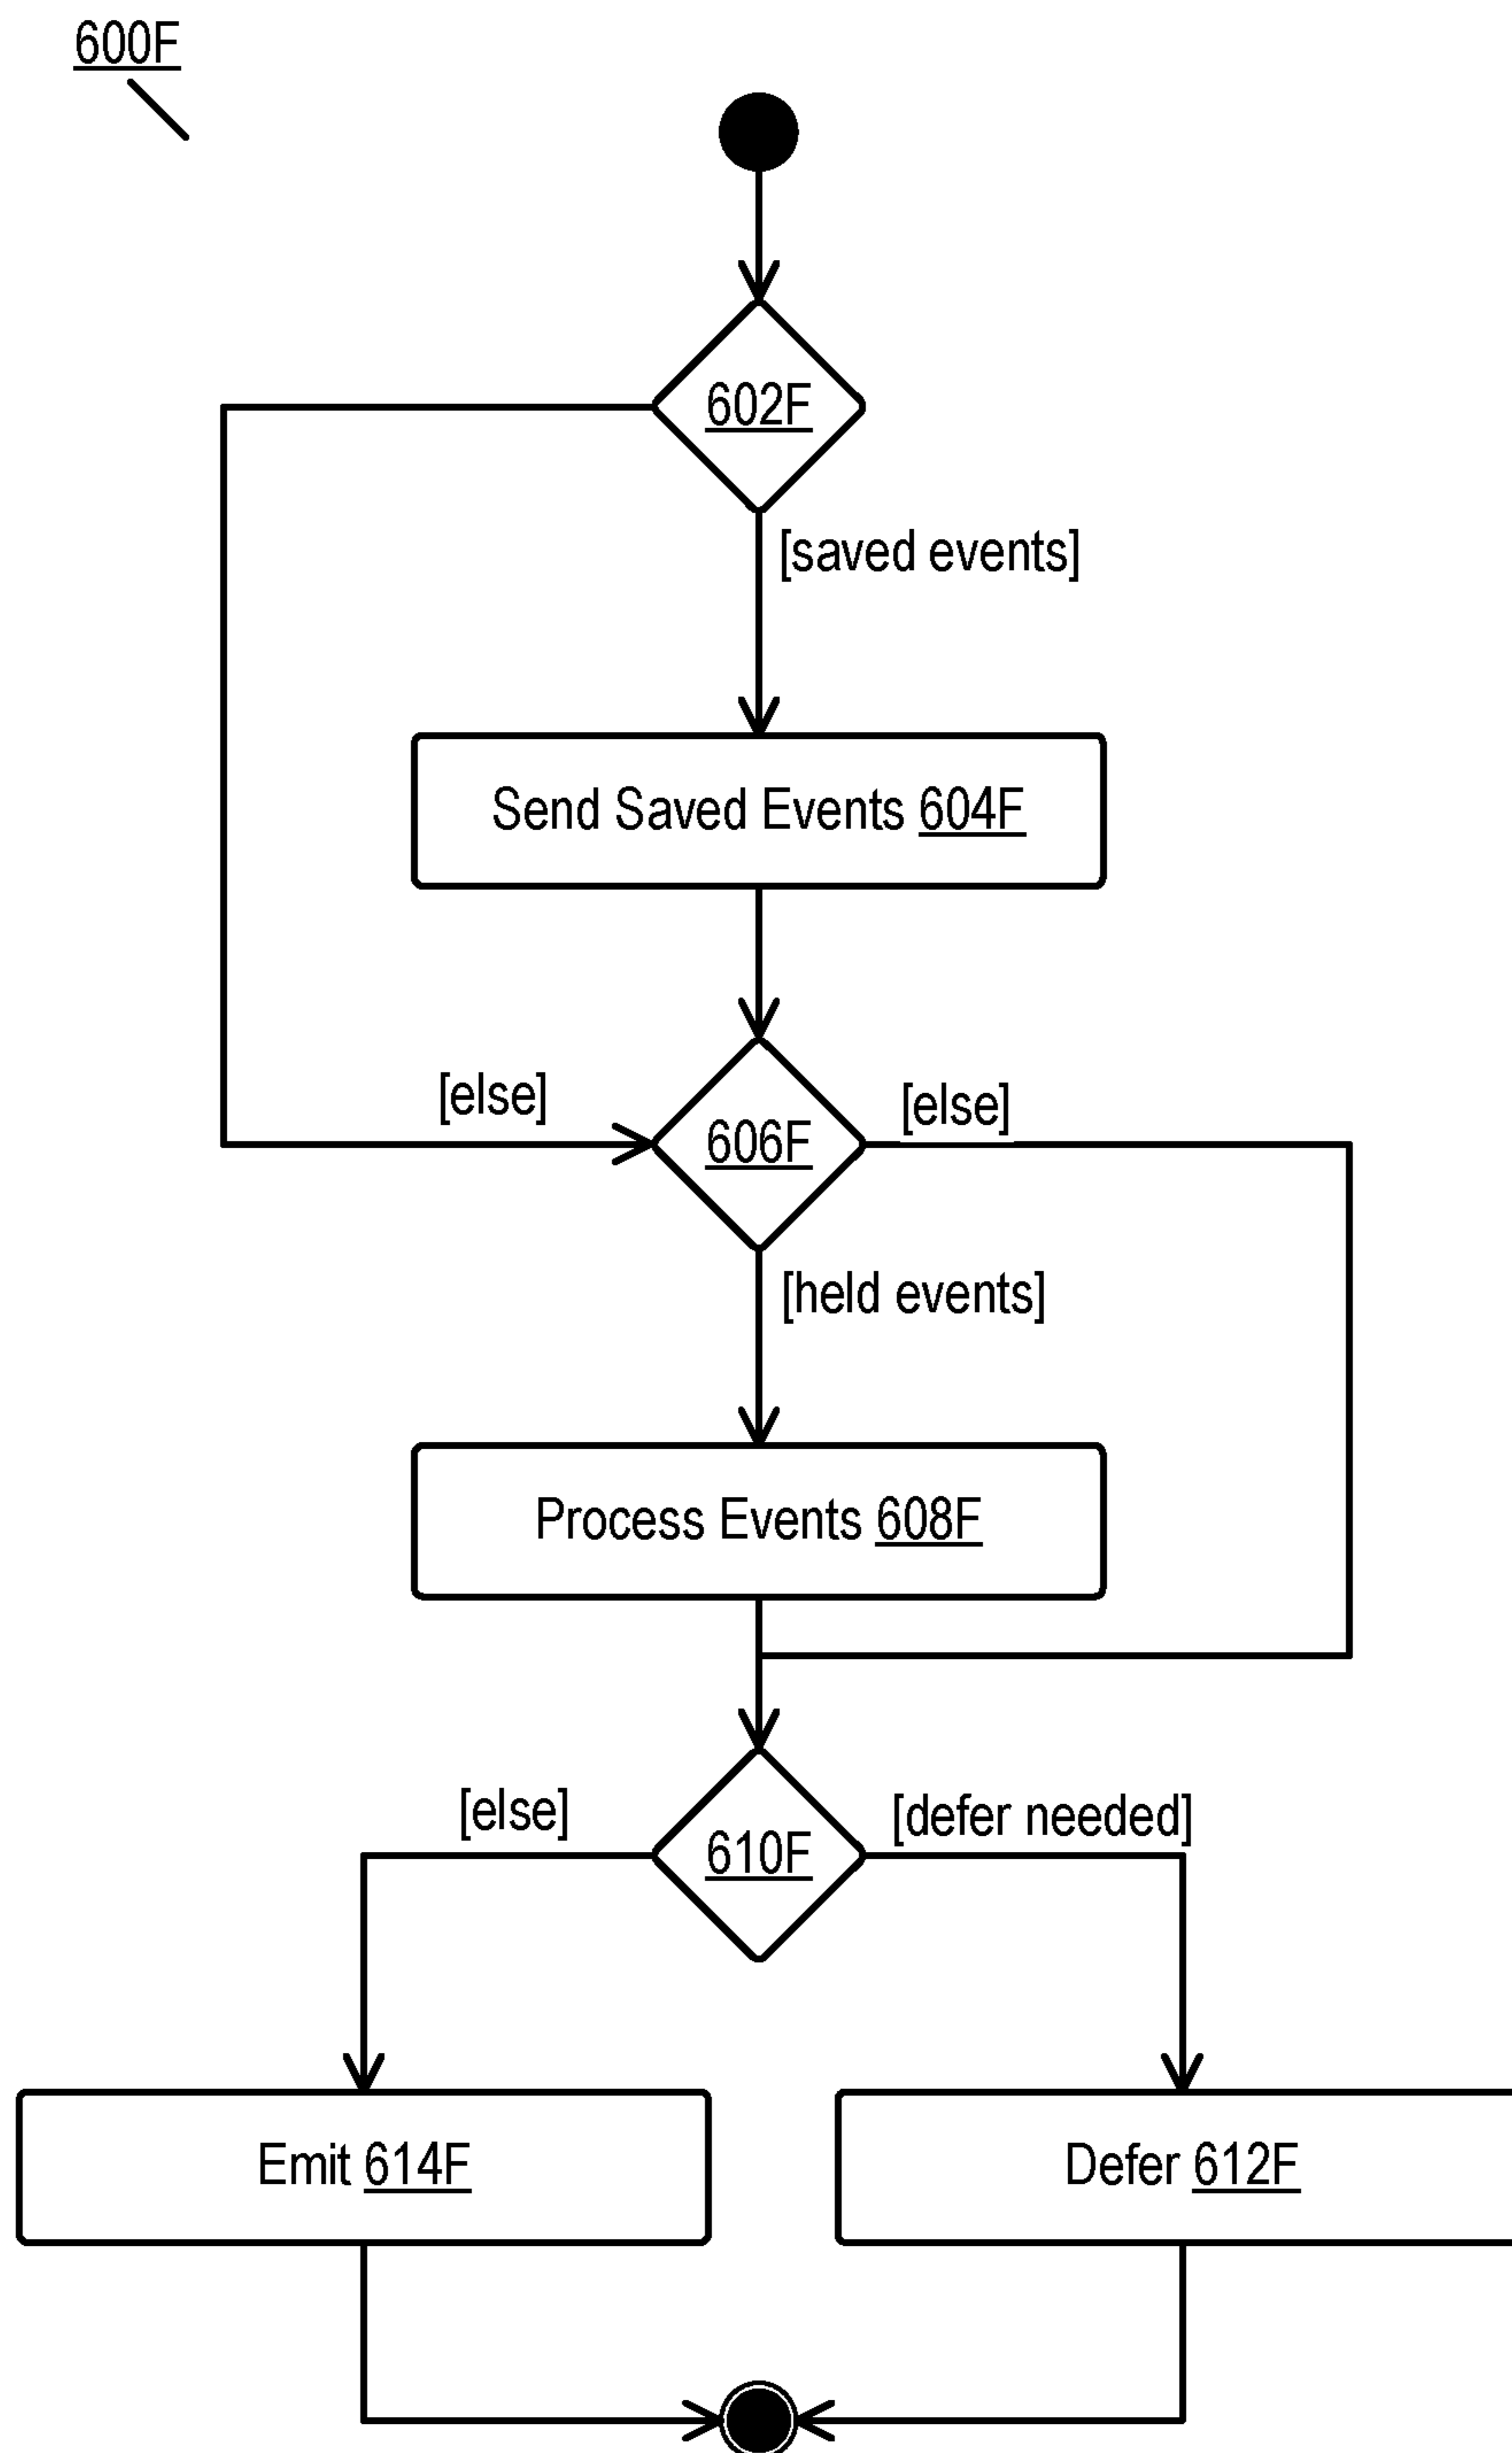 600F
602F
[saved events]
Send Saved Events 604F
[else]
[else]
606F
[held events]
Process Events 608F
[else]
[defer needed]
610F
Emit 614F
Defer 612F